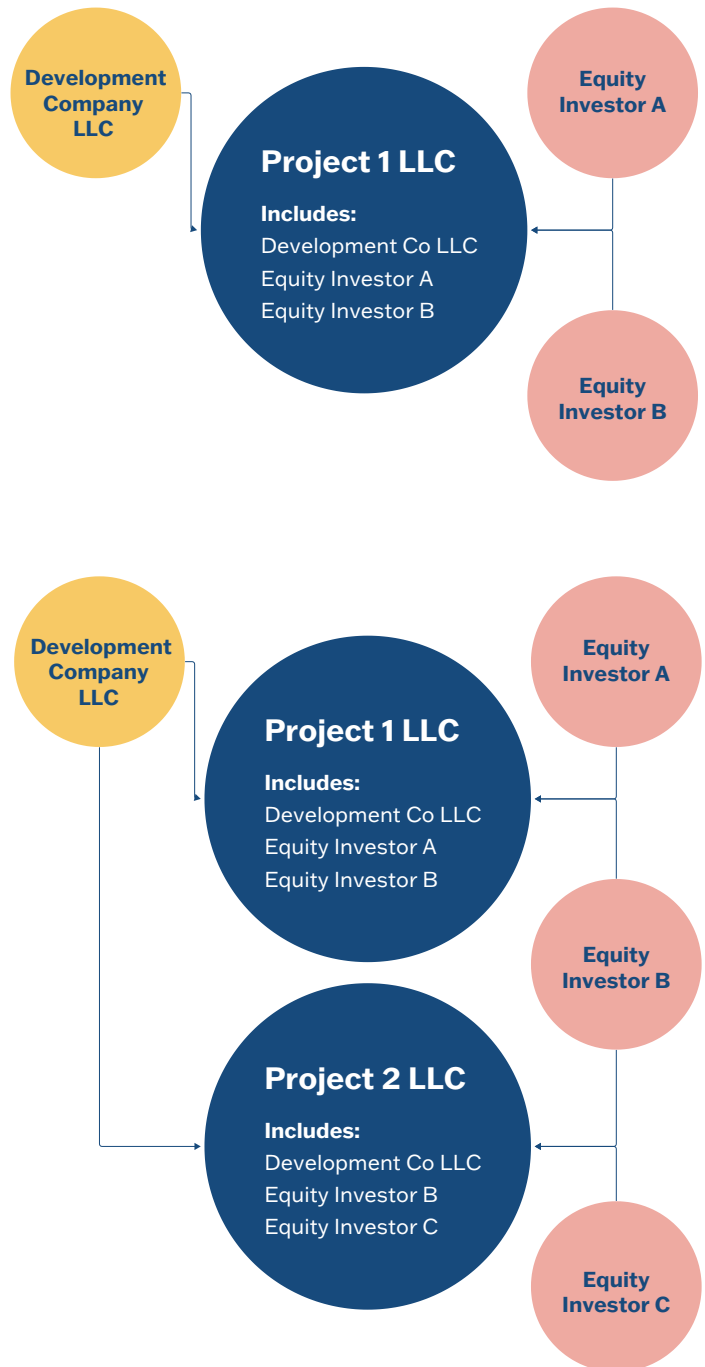 Development
Company
LLC
Project 1 LLC
Includes:
Development Co LLC
Equity Investor A
Equity Investor B
Equity
Investor A
Equity
Investor B
Development
Company
LLC
Project 1 LLC
Includes:
Development Co LLC
Equity Investor A
Equity Investor B
Equity
Investor A
Equity
Investor B
Project 2 LLC
Includes:
Development Co LLC
Equity Investor B
Equity Investor C
Equity
Investor C